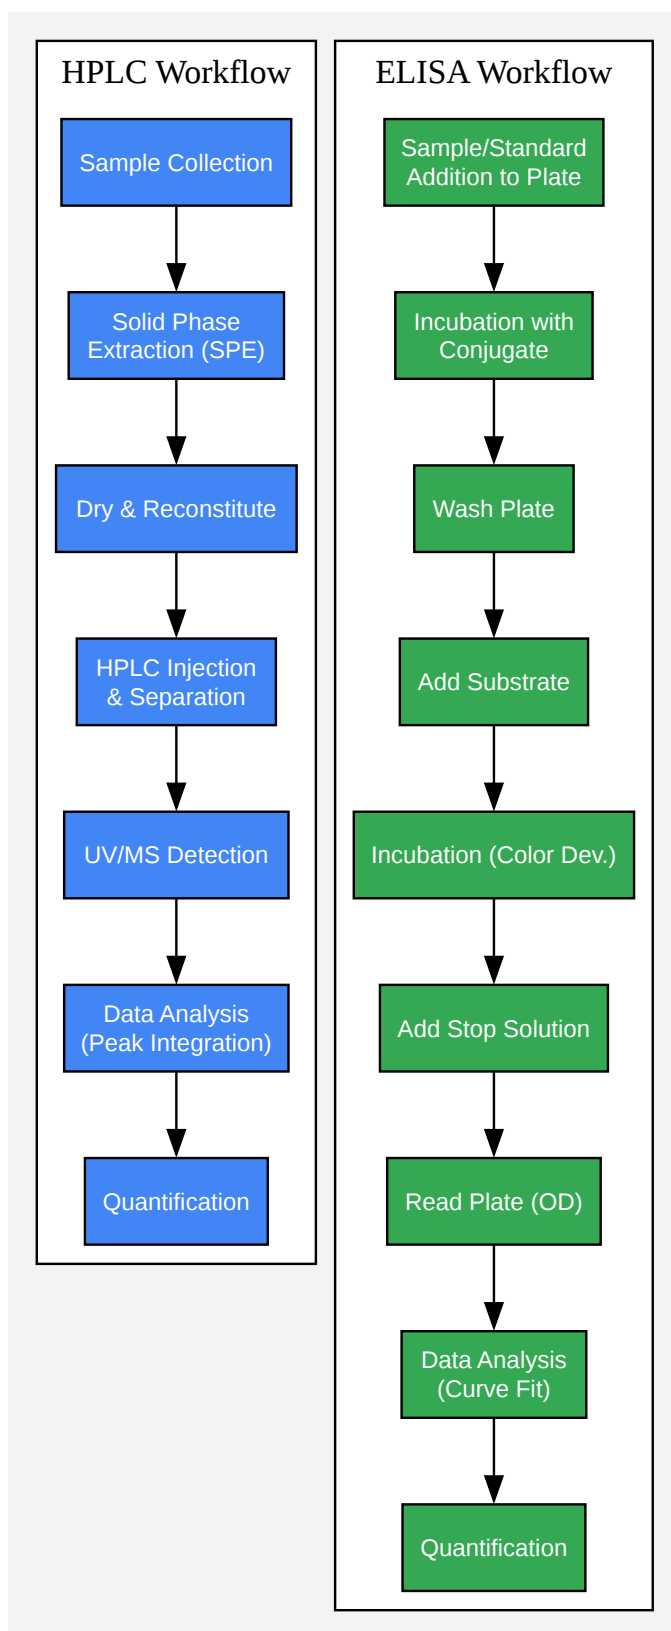 HPLC Workflow
Sample Collection
Solid Phase
Extraction (SPE)
Dry & Reconstitute
HPLC Injection
& Separation
UV/MS Detection
Data Analysis
(Peak Integration)
Quantification
ELISA Workflow
Sample/Standard
Addition to Plate
Incubation with
Conjugate
Wash Plate
Add Substrate
Incubation (Color Dev.)
Add Stop Solution
Read Plate (OD)
Data Analysis
(Curve Fit)
Quantification